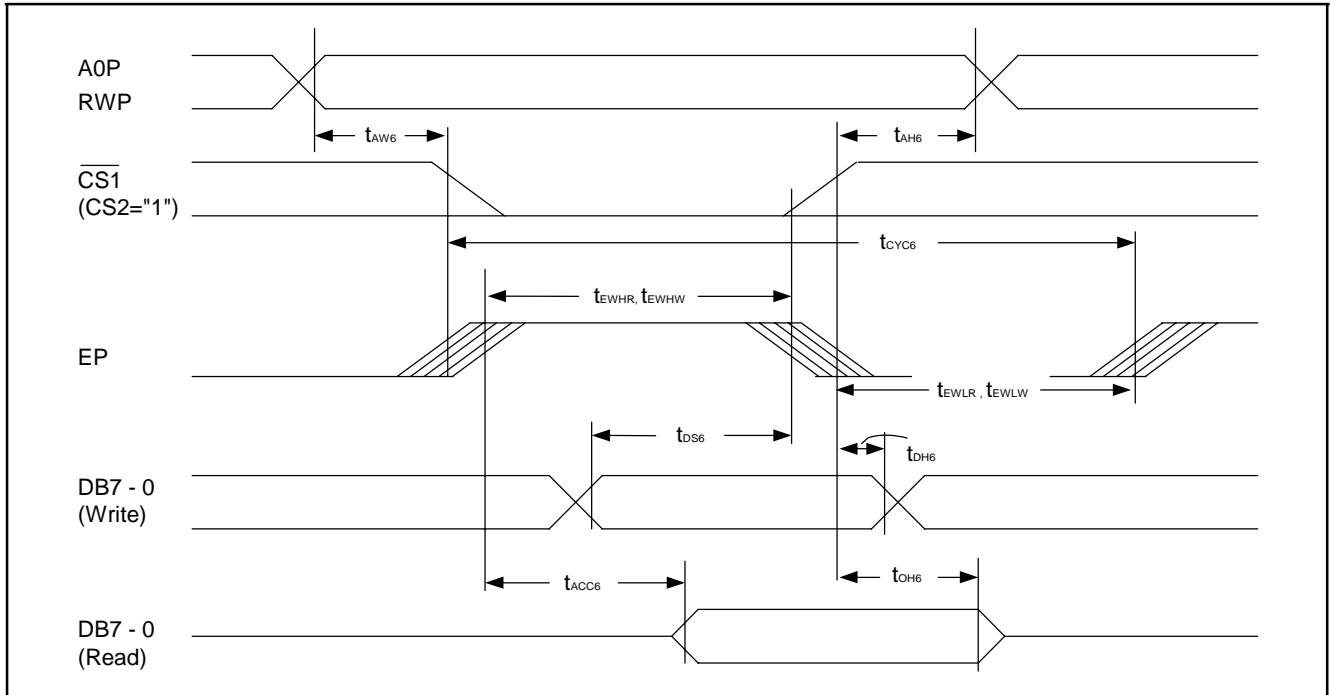 A0P
RWP
tAW6
tAH6
CS1
(CS2="1")
tCYC6
tEWHR, tEWHW
EP
tEWLR , tEWLW
tDS6
tDH6
DB7 - 0
(Write)
tACC6
tOH6
DB7 - 0
(Read)